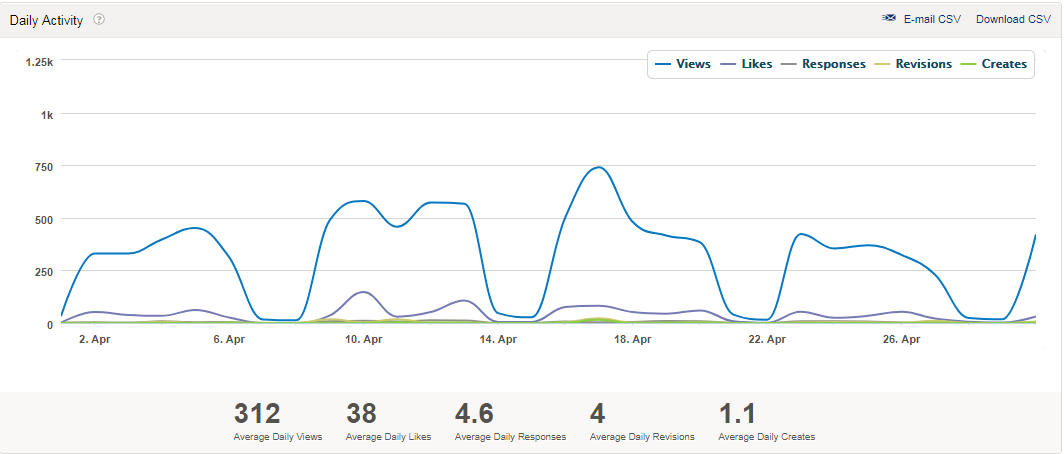 Daily Activity ? E-mail CSV Download CSV
Views Likes Responses Revisions Creates
1.25k
1k
750
500
250
0
2. Apr 6. Apr 10. Apr 14. Apr 18. Apr 22. Apr 26. Apr
312 38 4.6 4 1.1
Average Daily Views Average Daily Likes Average Daily Responses Average Daily Revisions Average Daily Creates